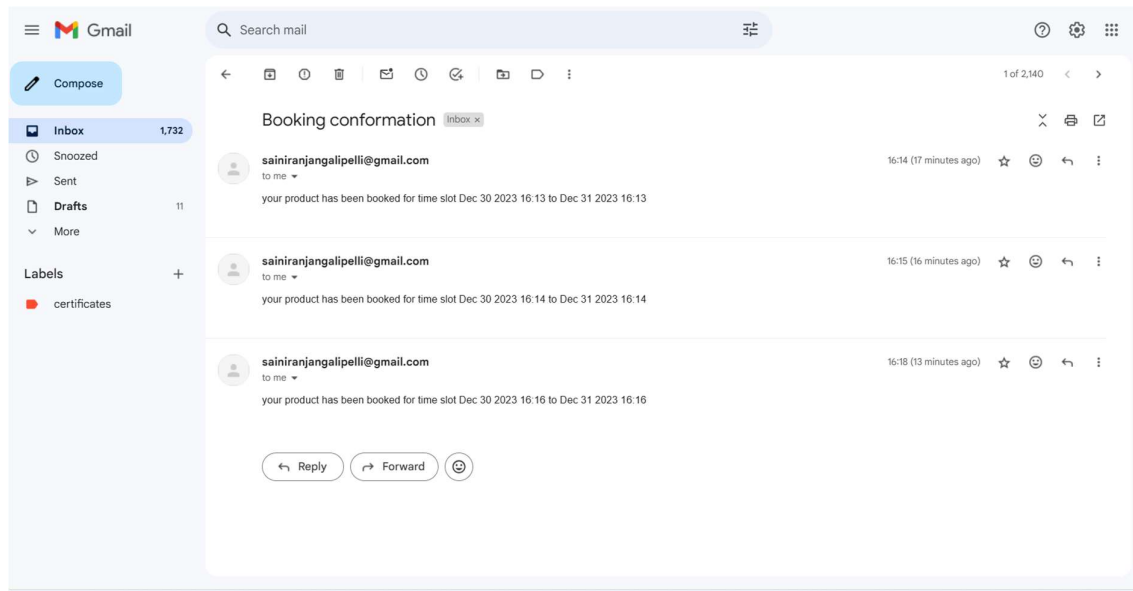 Gmail
Search mail
Compose
1 of 2,140
Inbox 1,732
Snoozed
Sent
Drafts 11
More
Labels
certificates
Booking conformation Inbox ×
sainiranjangalipelli@gmail.com 16:14 (17 minutes ago)
to me
your product has been booked for time slot Dec 30 2023 16:13 to Dec 31 2023 16:13
sainiranjangalipelli@gmail.com 16:15 (16 minutes ago)
to me
your product has been booked for time slot Dec 30 2023 16:14 to Dec 31 2023 16:14
sainiranjangalipelli@gmail.com 16:18 (13 minutes ago)
to me
your product has been booked for time slot Dec 30 2023 16:16 to Dec 31 2023 16:16
Reply Forward